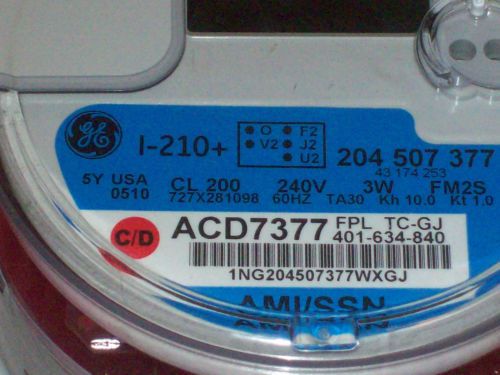 GE
I-210+
O F2
V2 J2
U2
204 507 377
43 174 253
5Y USA
0510
CL 200 240V 3W FM2S
727X281098 60HZ TA30 Kh 10.0 Kt 1.0
C/D
ACD7377
FPL TC-GJ
401-634-840
1NG204507377WXGJ
AMI/SSN